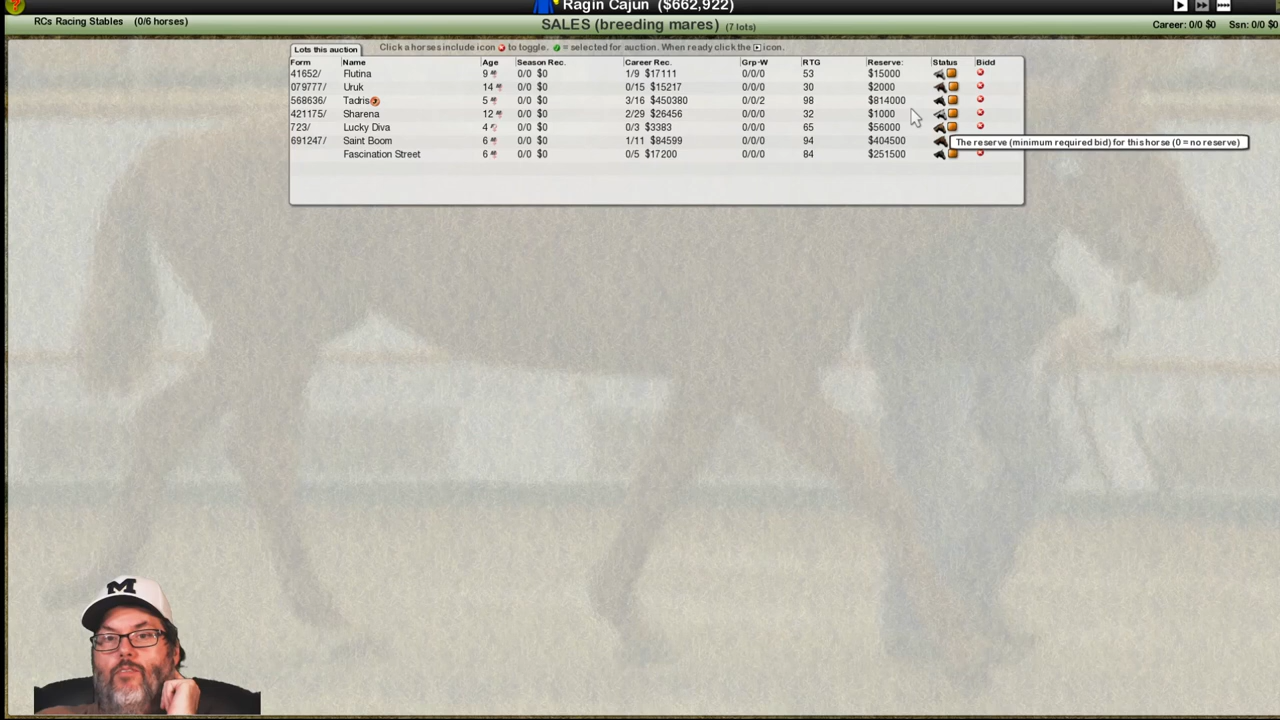 Ragin Cajun ($662,922)
RCs Racing Stables (0/6 horses)
SALES (breeding mares) (7 lots)
Career: 0/0 $0 Ssn: 0/0 $0
Lots this auction
Click a horses include icon to toggle. = selected for auction. When ready click the icon.
Form Name Age Season Rec. Career Rec. Grp-W RTG Reserve: Status Bidd
41652/ Flutina 9 0/0 $0 1/9 $17111 0/0/0 53 $15000
079777/ Uruk 14 0/0 $0 0/15 $15217 0/0/0 30 $2000
568636/ Tadris 5 0/0 $0 3/16 $450380 0/0/2 98 $814000
421175/ Sharena 12 0/0 $0 2/29 $26456 0/0/0 32 $1000
723/ Lucky Diva 4 0/0 $0 0/3 $3383 0/0/0 65 $56000
691247/ Saint Boom 6 0/0 $0 1/11 $84599 0/0/0 94 $404500
The reserve (minimum required bid) for this horse (0 = no reserve)
Fascination Street 6 0/0 $0 0/5 $17200 0/0/0 84 $251500
M